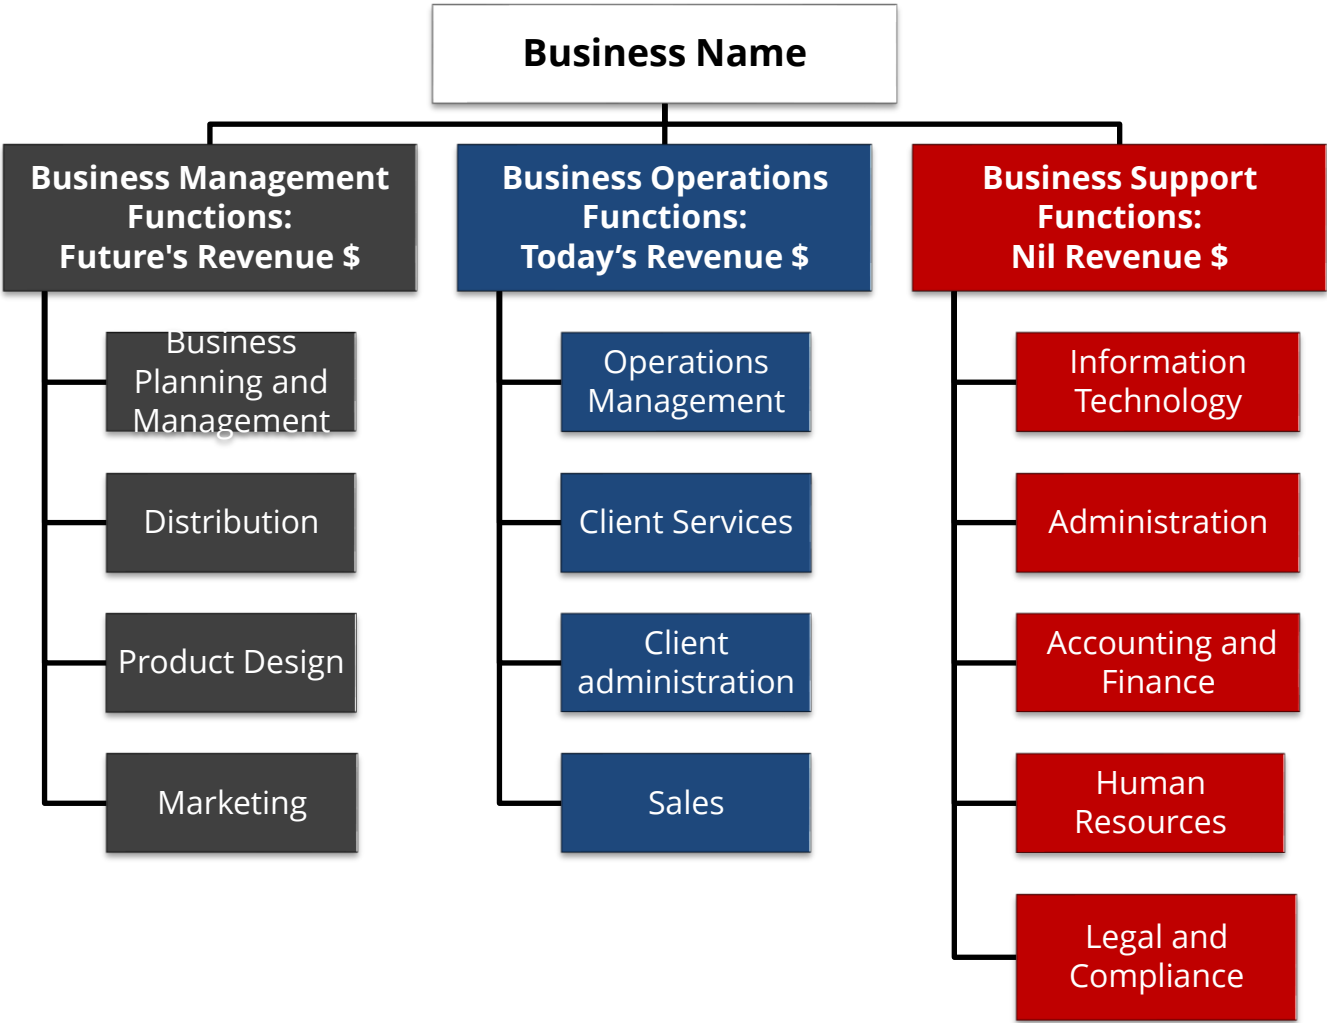 Business Name
Business Management
Functions:
Future's Revenue $
Business
Planning and
Management
Distribution
Product Design
Marketing
Business Operations
Functions:
Today’s Revenue $
Operations
Management
Client Services
Client
administration
Sales
Business Support
Functions:
Nil Revenue $
Information
Technology
Administration
Accounting and
Finance
Human
Resources
Legal and
Compliance